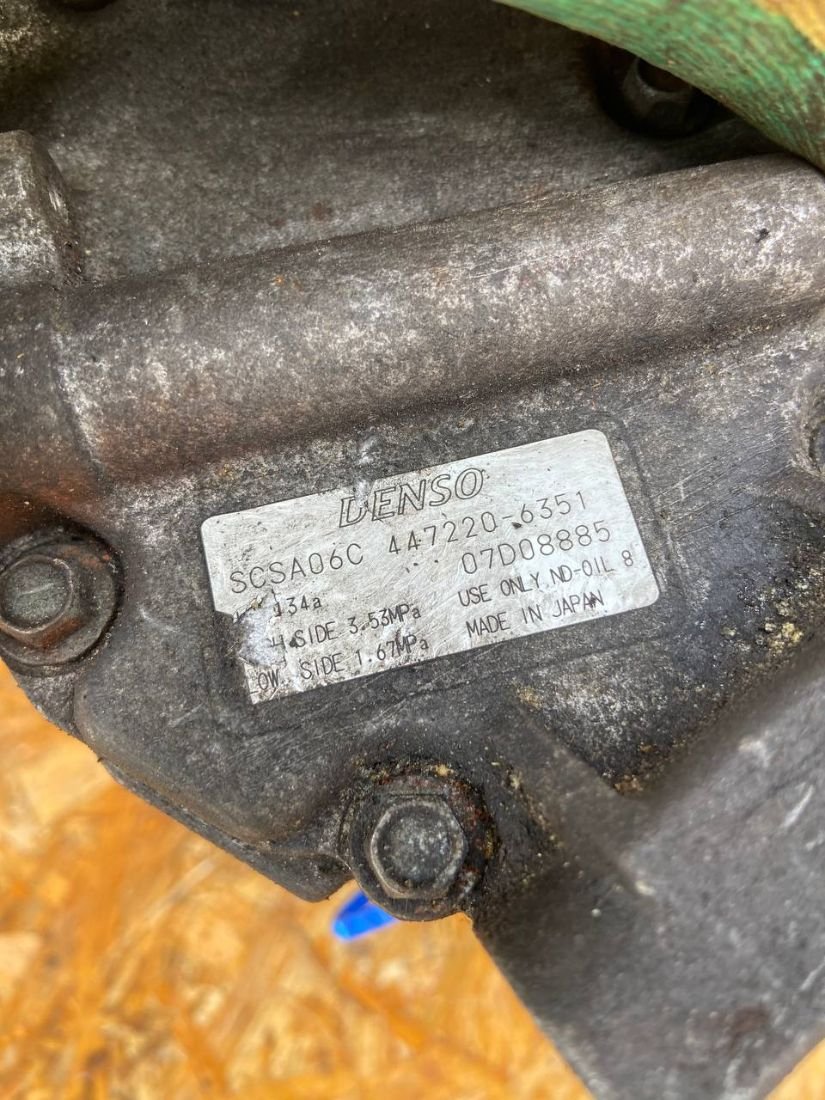 DENSO
SCSA06C 447220-6351
07D08885
134a USE ONLY ND-OIL 8
SIDE 3.53MPa MADE IN JAPAN
SIDE 1.67MPa